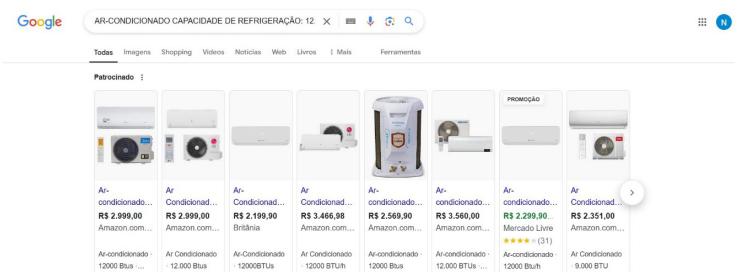 Google
AR-CONDICIONADO CAPACIDADE DE REFRIGERAÇÃO: 12.
N
Todas Imagens Shopping Vídeos Notícias Web Livros Mais Ferramentas
Patrocinado
PROMOÇÃO
Ar-
condicionado...
R$ 2.999,00
Amazon.com...
Ar-condicionado ·
12000 Btus ·...
Ar
Condicionad...
R$ 2.999,00
Amazon.com...
Ar Condicionado
· 12.000 Btus
Ar-
Condicionad...
R$ 2.199,90
Britânia
Ar-Condicionado
· 12000BTUs
Ar
Condicionad...
R$ 3.466,98
Amazon.com...
Ar Condicionado
· 12000 BTU/h
Ar-
condicionado...
R$ 2.569,90
Amazon.com...
Ar-condicionado ·
12000 Btus
Ar-
condicionado...
R$ 3.560,00
Amazon.com...
Ar-condicionado ·
12.000 BTUs ·...
Ar-
condicionado...
R$ 2.299,90...
Mercado Livre
(31)
Ar-condicionado ·
12000 Btu/h
Ar
Condicionad...
R$ 2.351,00
Amazon.com...
Ar Condicionado
· 9.000 BTU